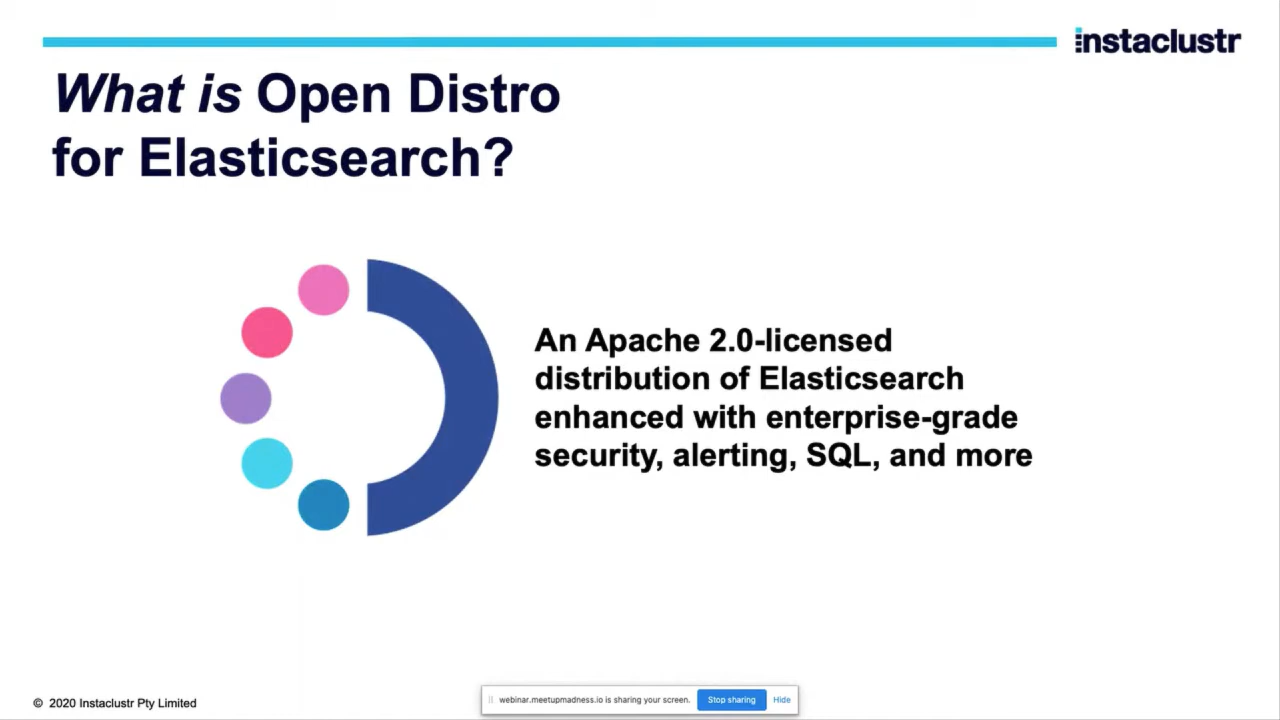 instaclustr
What is Open Distro
for Elasticsearch?
An Apache 2.0-licensed
distribution of Elasticsearch
enhanced with enterprise-grade
security, alerting, SQL, and more
© 2020 Instaclustr Pty Limited
webinar.meetupmadness.io is sharing your screen. Stop sharing Hide